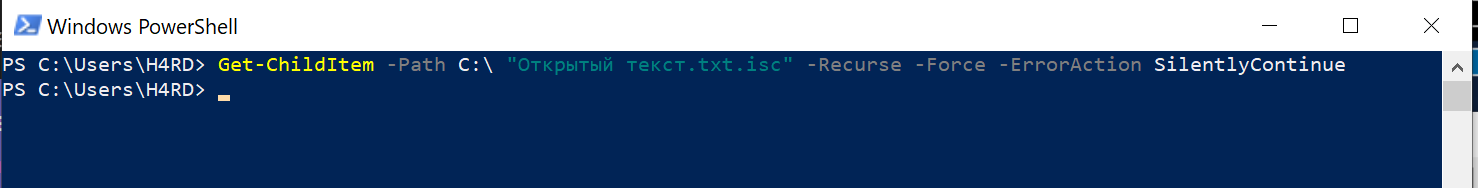 Windows PowerShell
PS C:\Users\H4RD> Get-ChildItem -Path C:\ "Открытый текст.txt.isc" -Recurse -Force -ErrorAction SilentlyContinue
PS C:\Users\H4RD>